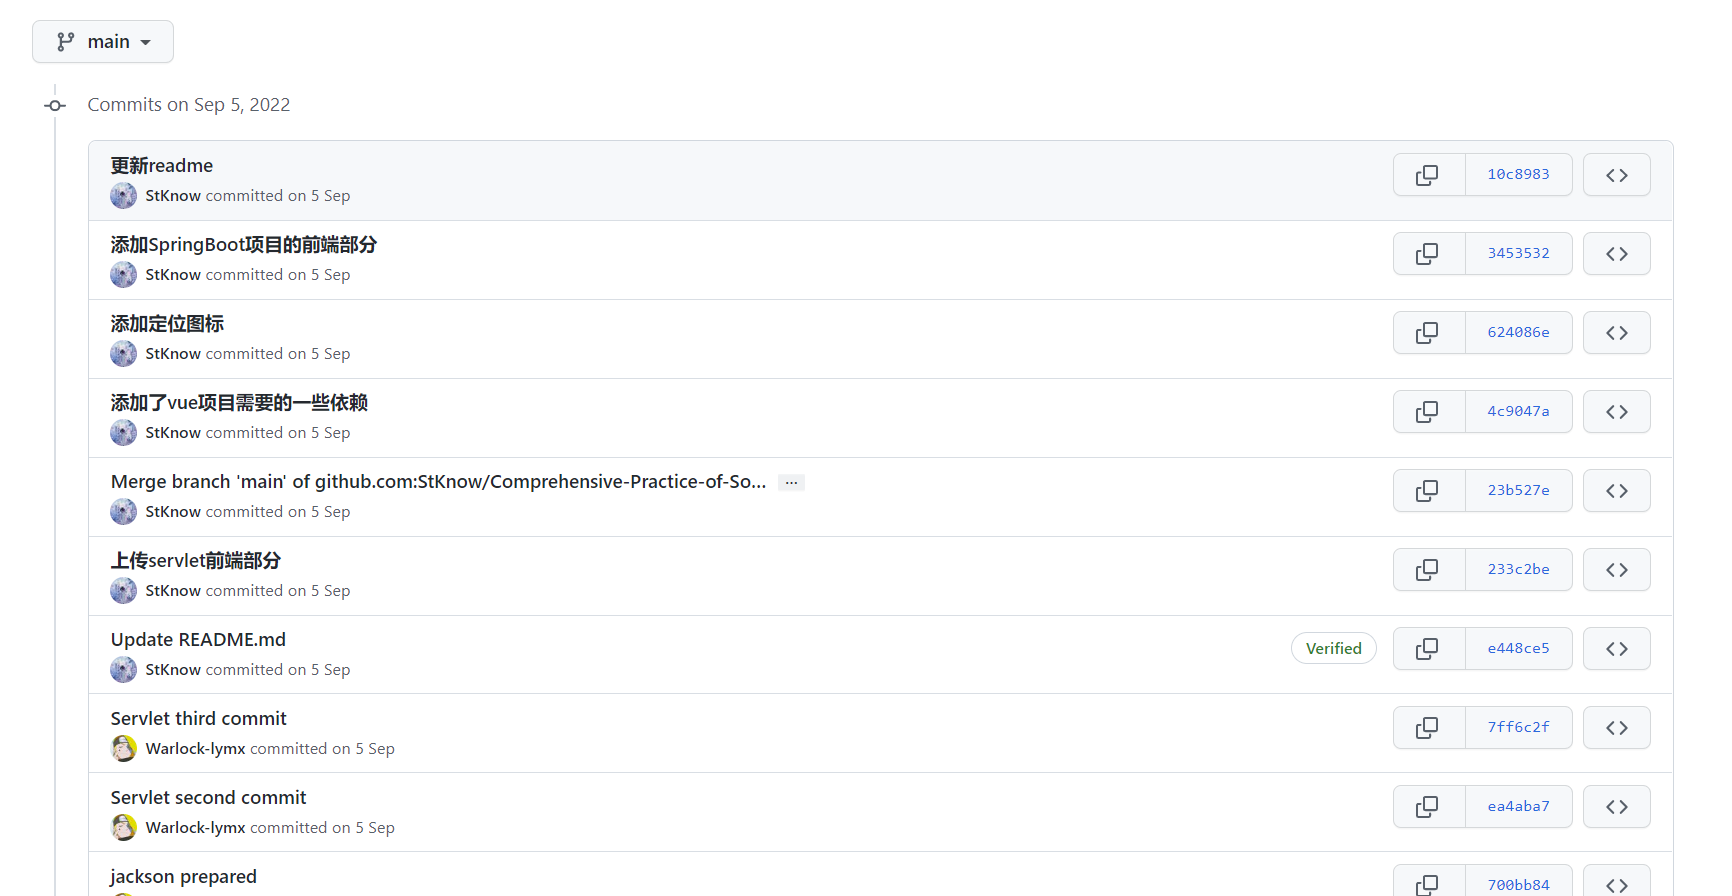 main
Commits on Sep 5, 2022
更新readme
StKnow committed on 5 Sep
10c8983
添加SpringBoot项目的前端部分
StKnow committed on 5 Sep
3453532
添加定位图标
StKnow committed on 5 Sep
624086e
添加了vue项目需要的一些依赖
StKnow committed on 5 Sep
4c9047a
Merge branch 'main' of github.com:StKnow/Comprehensive-Practice-of-So... ...
StKnow committed on 5 Sep
23b527e
上传servlet前端部分
StKnow committed on 5 Sep
233c2be
Update README.md
StKnow committed on 5 Sep
Verified
e448ce5
Servlet third commit
Warlock-lymx committed on 5 Sep
7ff6c2f
Servlet second commit
Warlock-lymx committed on 5 Sep
ea4aba7
jackson prepared
700bb84